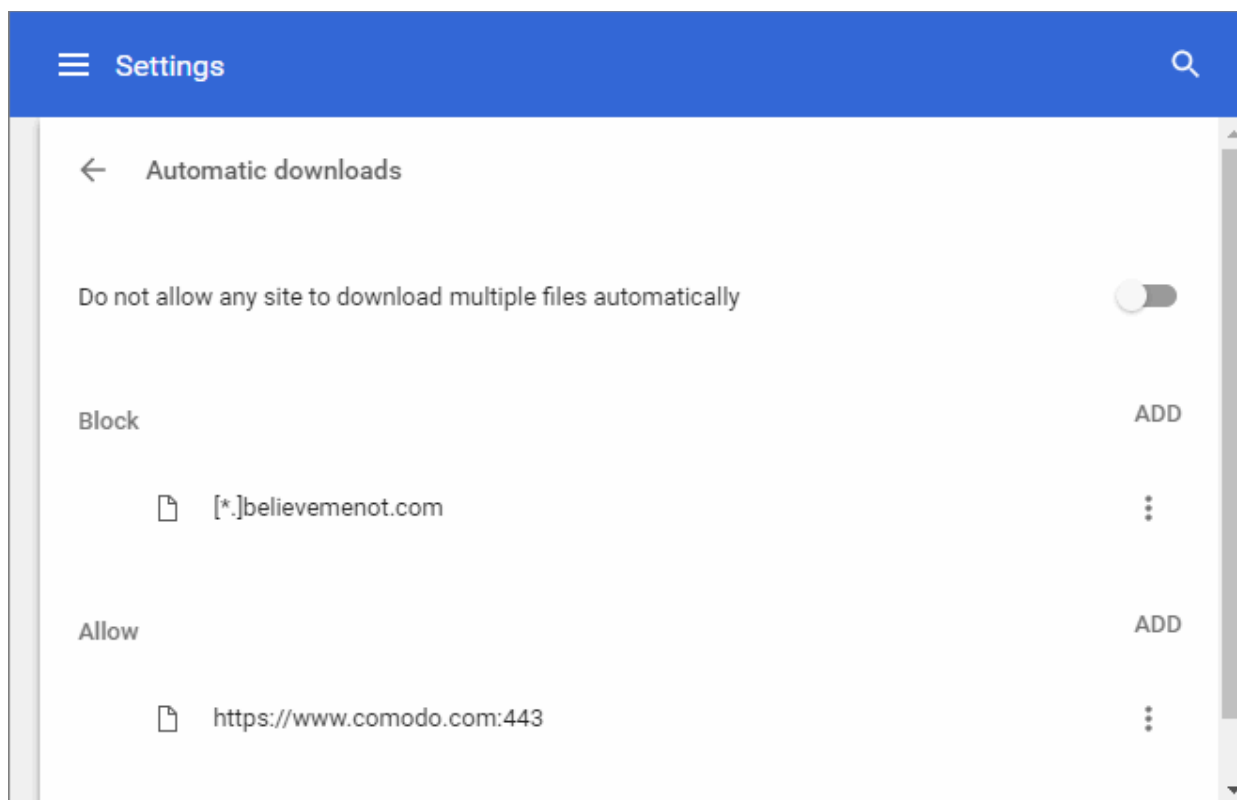 Settings
Automatic downloads
Do not allow any site to download multiple files automatically
Block
ADD
[*.]believemenot.com
Allow
ADD
https://www.comodo.com:443